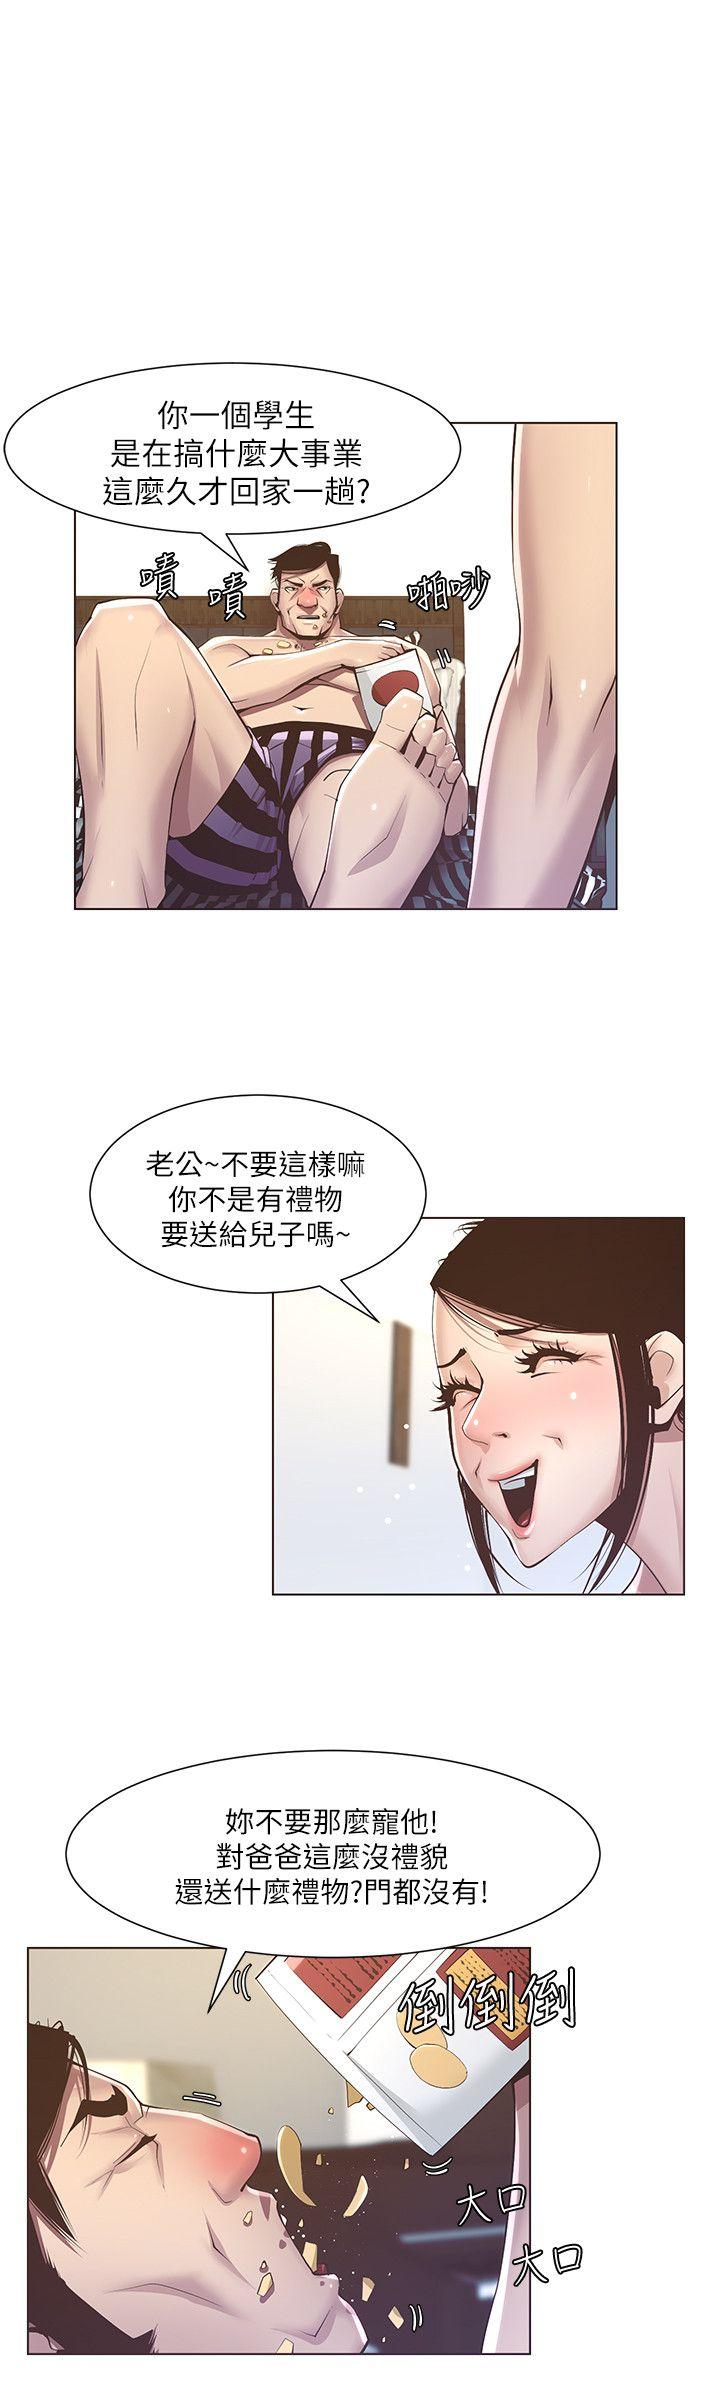 你一個學生
是在搞什麼大事業
這麼久才回家一趟?
嘖
嘖
啪吵
老公~不要這樣嘛
你不是有禮物
要送給兒子嗎~
妳不要那麼寵他!
對爸爸這麼沒禮貌
還送什麼禮物?門都沒有!
倒倒倒
大口
大口